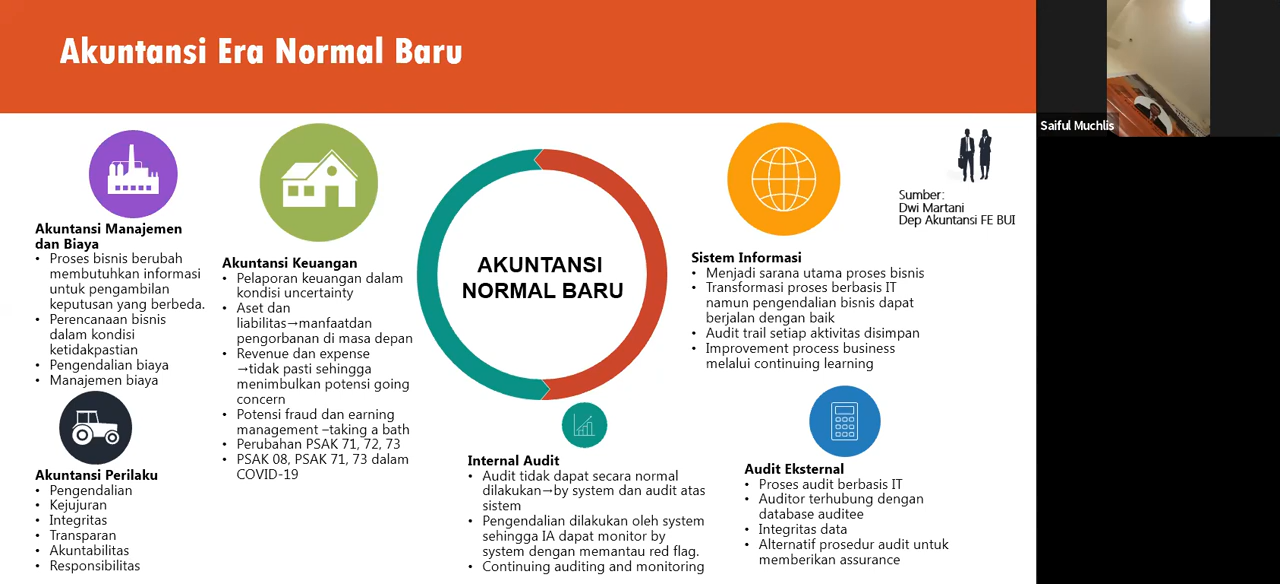 Akuntansi Era Normal Baru
Saiful Muchlis
Sumber:
Dwi Martani
Dep Akuntansi FE BUI
Akuntansi Manajemen
dan Biaya
• Proses bisnis berubah
membutuhkan informasi
untuk pengambilan
keputusan yang berbeda.
• Perencanaan bisnis
dalam kondisi
ketidakpastian
• Pengendalian biaya
• Manajemen biaya
Akuntansi Perilaku
• Pengendalian
• Kejujuran
• Integritas
• Transparan
• Akuntabilitas
• Responsibilitas
Akuntansi Keuangan
• Pelaporan keuangan dalam
kondisi uncertainty
• Aset dan
liabilitas→manfaatdan
pengorbanan di masa depan
• Revenue dan expense
→tidak pasti sehingga
menimbulkan potensi going
concern
• Potensi fraud dan earning
management –taking a bath
• Perubahan PSAK 71, 72, 73
• PSAK 08, PSAK 71, 73 dalam
COVID-19
AKUNTANSI
NORMAL BARU
Internal Audit
• Audit tidak dapat secara normal
dilakukan→by system dan audit atas
sistem
• Pengendalian dilakukan oleh system
sehingga IA dapat monitor by
system dengan memantau red flag.
• Continuing auditing and monitoring
Sistem Informasi
• Menjadi sarana utama proses bisnis
• Transformasi proses berbasis IT
namun pengendalian bisnis dapat
berjalan dengan baik
• Audit trail setiap aktivitas disimpan
• Improvement process business
melalui continuing learning
Audit Eksternal
• Proses audit berbasis IT
• Auditor terhubung dengan
database auditee
• Integritas data
• Alternatif prosedur audit untuk
memberikan assurance